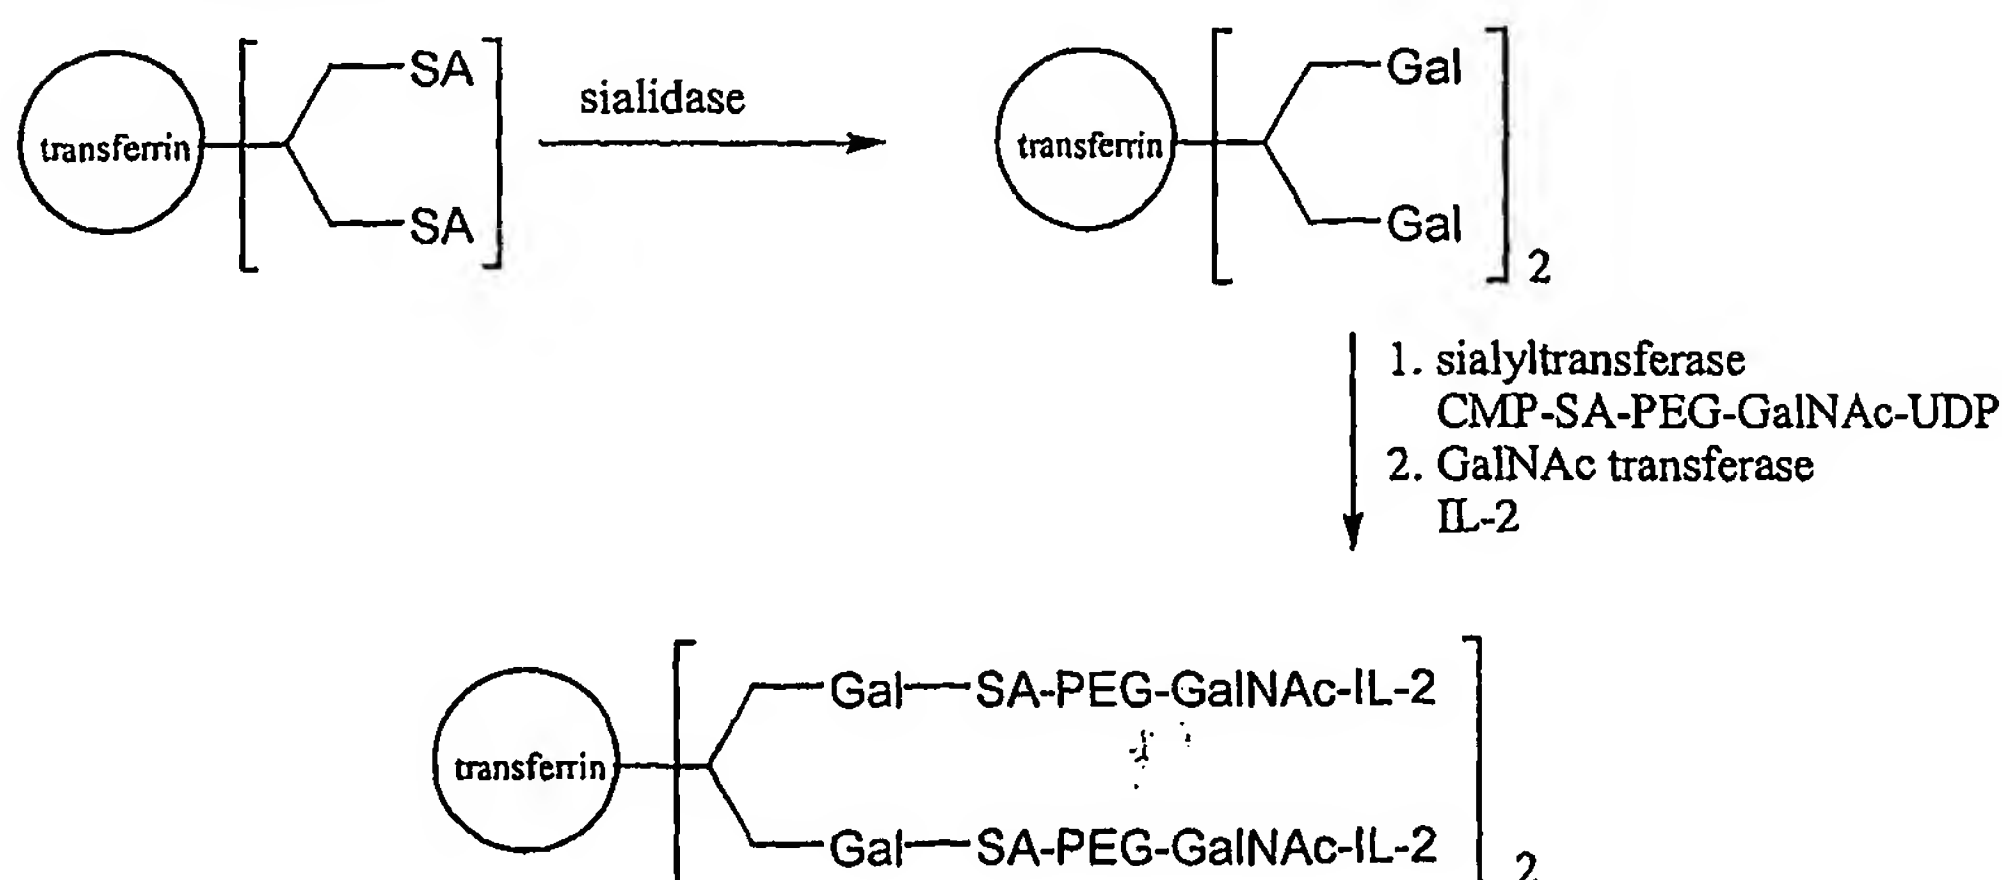 SA
sialidase
transferrin
SA
Gal
transferrin
Gal
2
1. sialyltransferase
CMP-SA-PEG-GalNAc-UDP
2. GalNAc transferrase
IL-2
Gal—SA-PEG-GalNAc-IL-2
transferrin
Gal—SA-PEG-GalNAc-IL-2
2